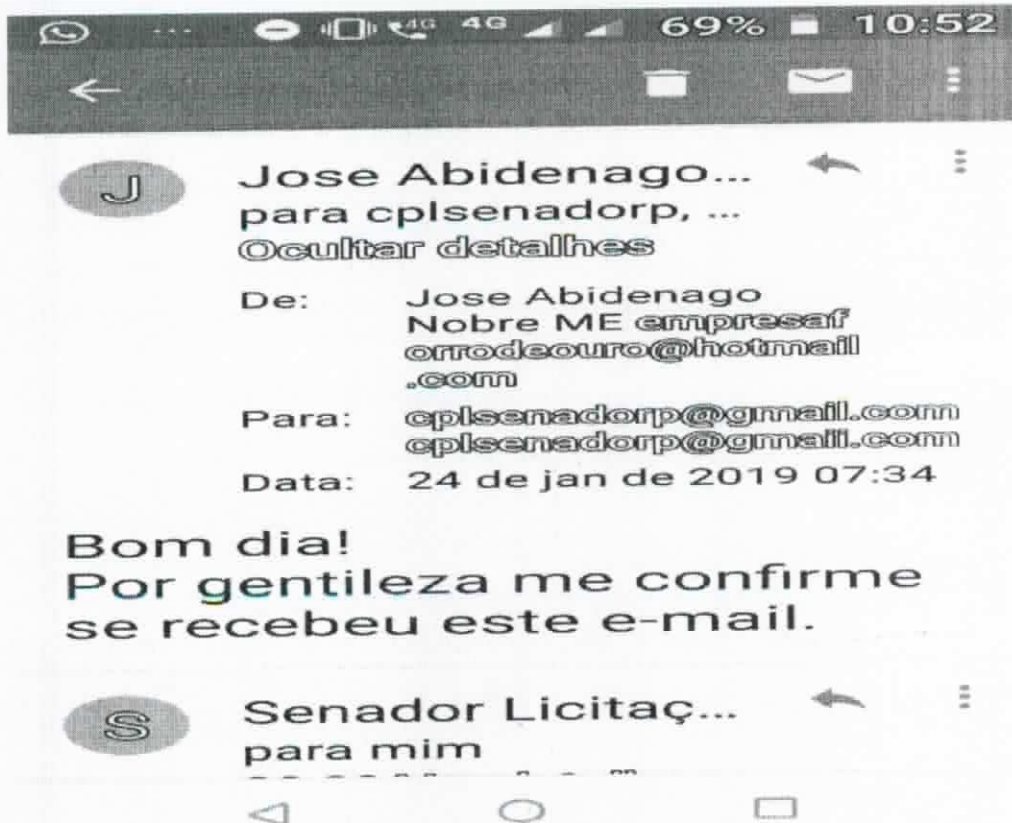 4G 4G 69% 10:52
J
Jose Abidenago...
para cplsenadorp, ...
Ocultar detalhes
De: Jose Abidenago
Nobre ME empresaf
orrodeouro@hotmail
.com
Para: cplsenadorp@gmail.com
cplsenadorp@gmail.com
Data: 24 de jan de 2019 07:34
Bom dia!
Por gentileza me confirme
se recebeu este e-mail.
S
Senador Licitaç...
para mim